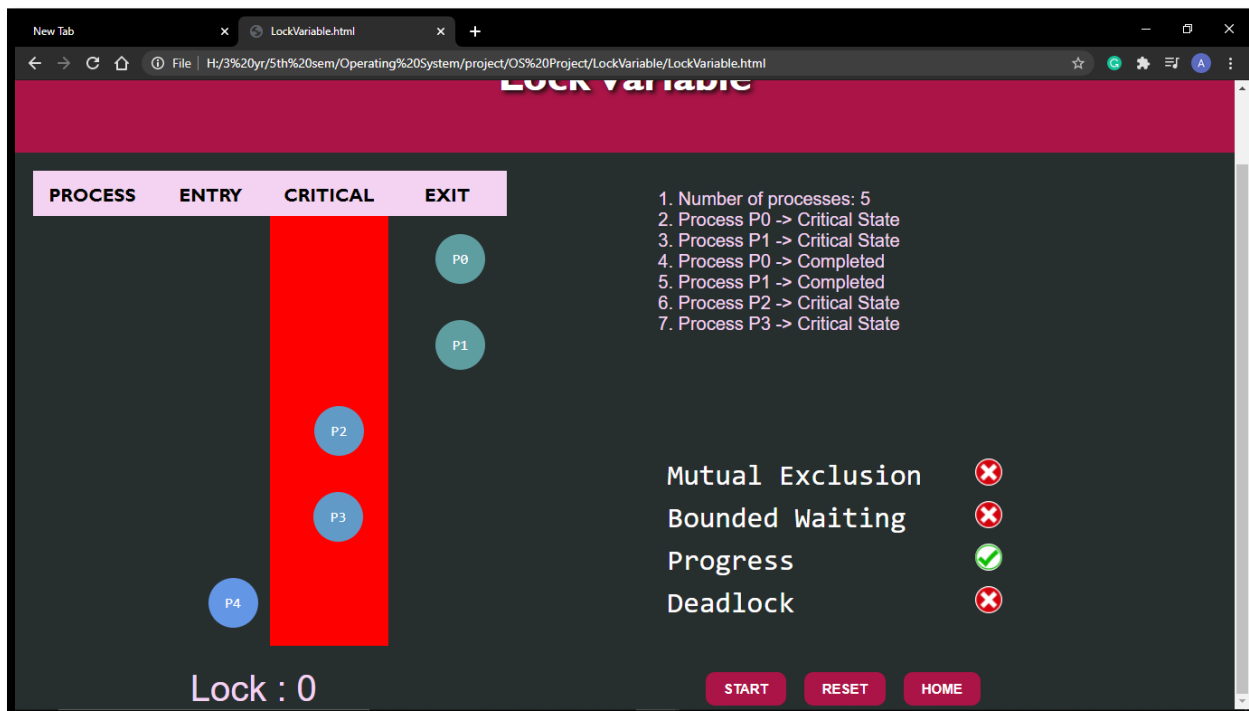 New Tab
LockVariable.html
File | H:/3%20yr/5th%20sem/Operating%20System/project/OS%20Project/LockVariable/LockVariable.html
A
Lock Variable
PROCESS ENTRY CRITICAL EXIT
P0
P1
P2
P3
P4
Lock : 0
1. Number of processes: 5
2. Process P0 -> Critical State
3. Process P1 -> Critical State
4. Process P0 -> Completed
5. Process P1 -> Completed
6. Process P2 -> Critical State
7. Process P3 -> Critical State
Mutual Exclusion
Bounded Waiting
Progress
Deadlock
START RESET HOME